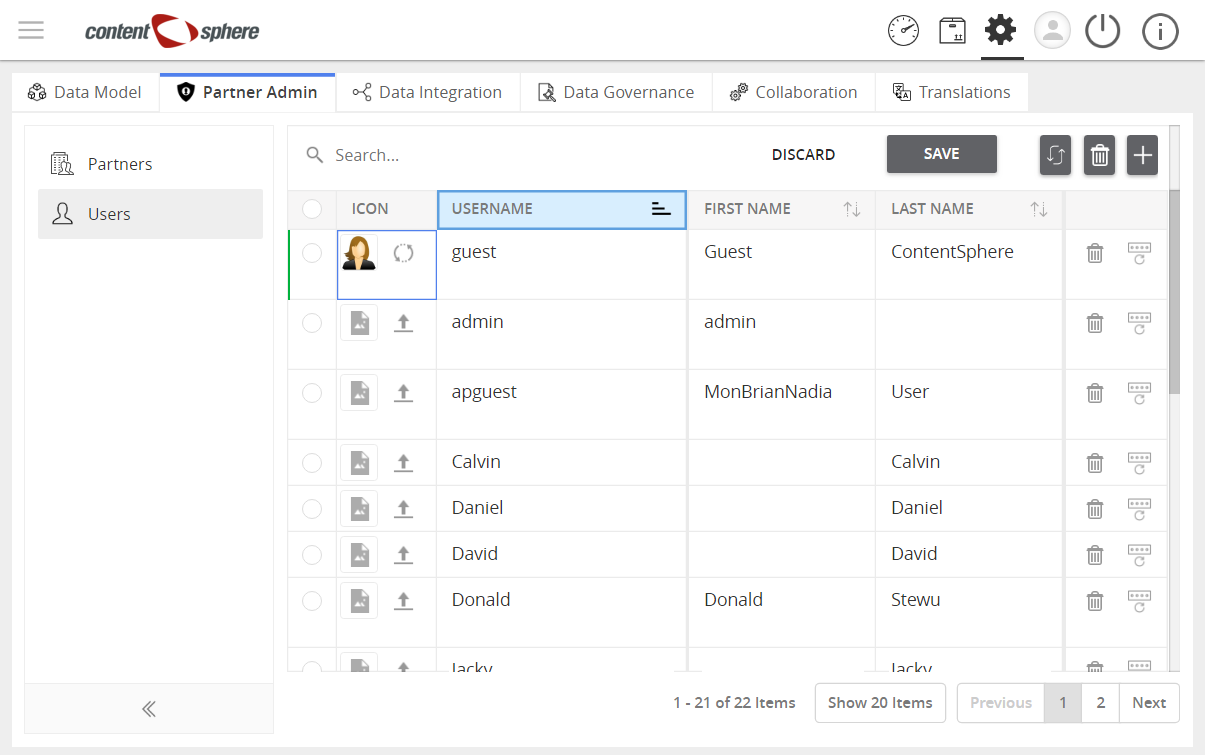 content sphere
Data Model
Partner Admin
Data Integration
Data Governance
Collaboration
Translations
Partners
Users
Search...
DISCARD
SAVE
ICON
USERNAME
FIRST NAME
LAST NAME
guest
Guest
ContentSphere
admin
admin
apguest
MonBrianNadia
User
Calvin
Calvin
Daniel
Daniel
David
David
Donald
Donald
Stewu
Jacky
Jacky
1 - 21 of 22 Items
Show 20 Items
Previous
1
2
Next